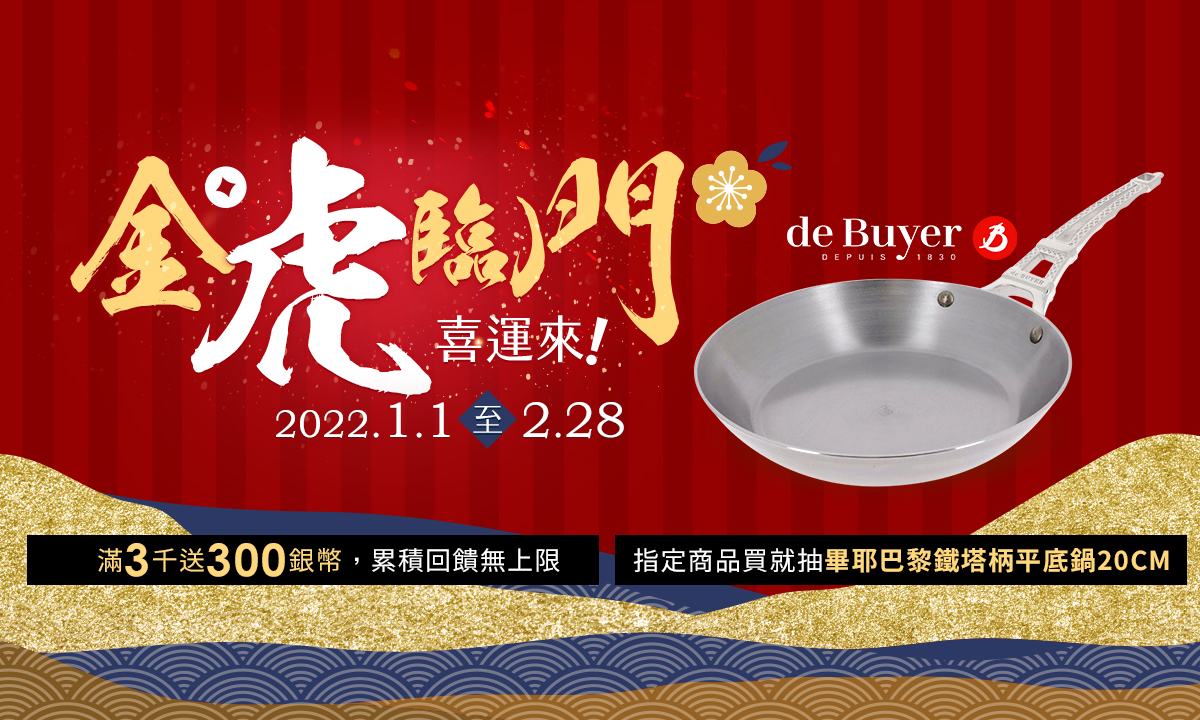 金虎臨門
喜運來!
2022.1.1 至 2.28
de Buyer
DEPUIS 1830
de BUYER
滿3千送300銀幣，累積回饋無上限
指定商品買就抽畢耶巴黎鐵塔柄平底鍋20CM